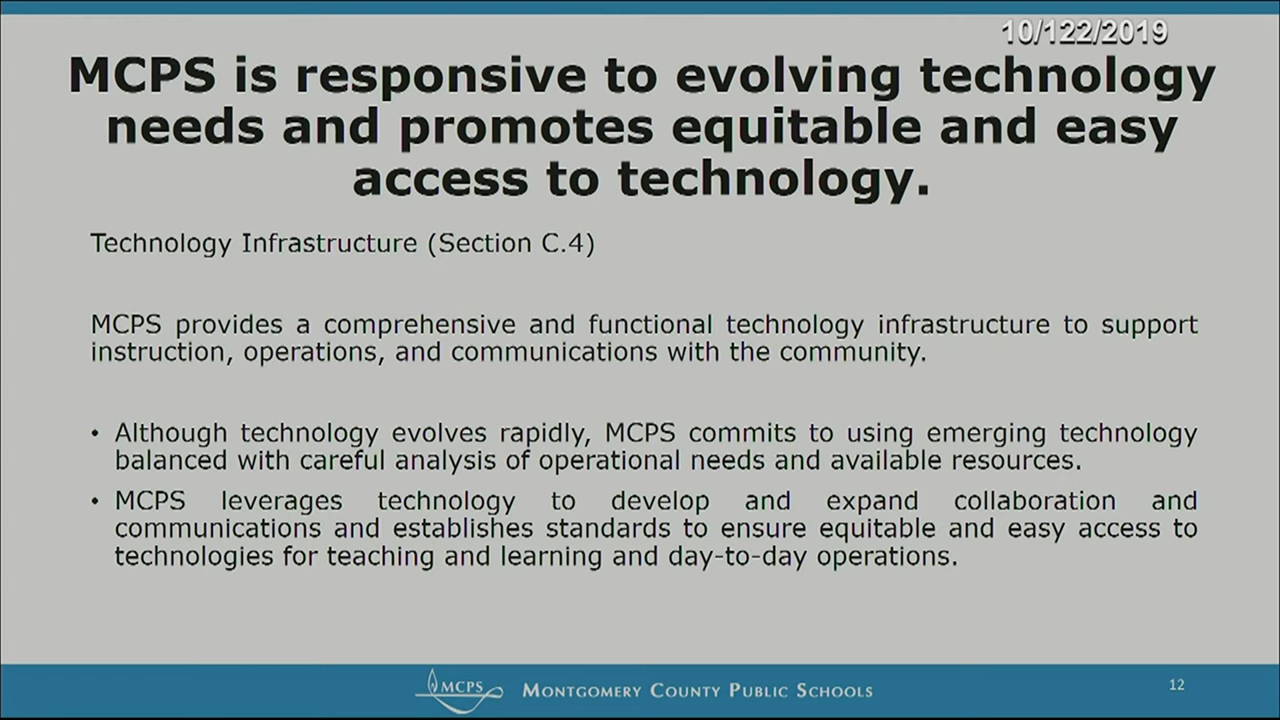 10/122/2019
MCPS is responsive to evolving technology
needs and promotes equitable and easy
access to technology.
Technology Infrastructure (Section C.4)
MCPS provides a comprehensive and functional technology infrastructure to support
instruction, operations, and communications with the community.
• Although technology evolves rapidly, MCPS commits to using emerging technology
balanced with careful analysis of operational needs and available resources.
• MCPS leverages technology to develop and expand collaboration and
communications and establishes standards to ensure equitable and easy access to
technologies for teaching and learning and day-to-day operations.
MCPS MONTGOMERY COUNTY PUBLIC SCHOOLS
12